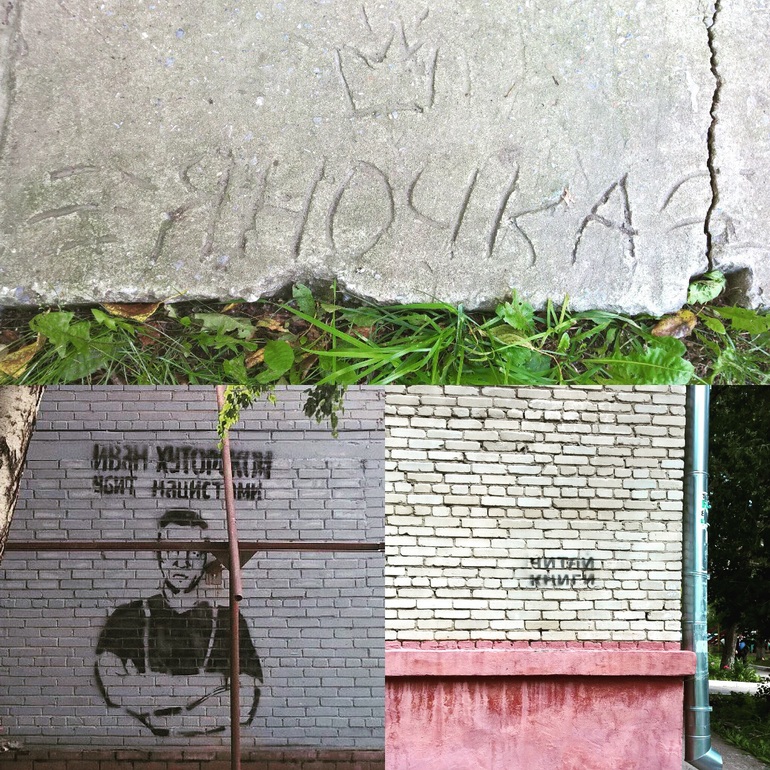 ЯНОЧКА
ИВАН ХУТОРСКОЙ
УБИТ НАЦИСТАМИ
ЧИТАЙ
КНИГИ